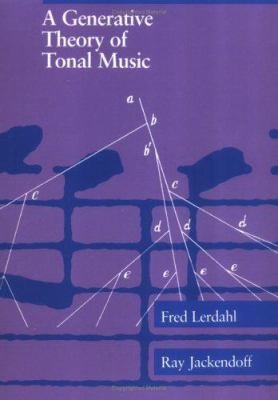 A Generative
Theory of
Tonal Music
a
b
b'
c
c
d
d
d'
e
e
e
e
Fred Lerdahl
Ray Jackendoff